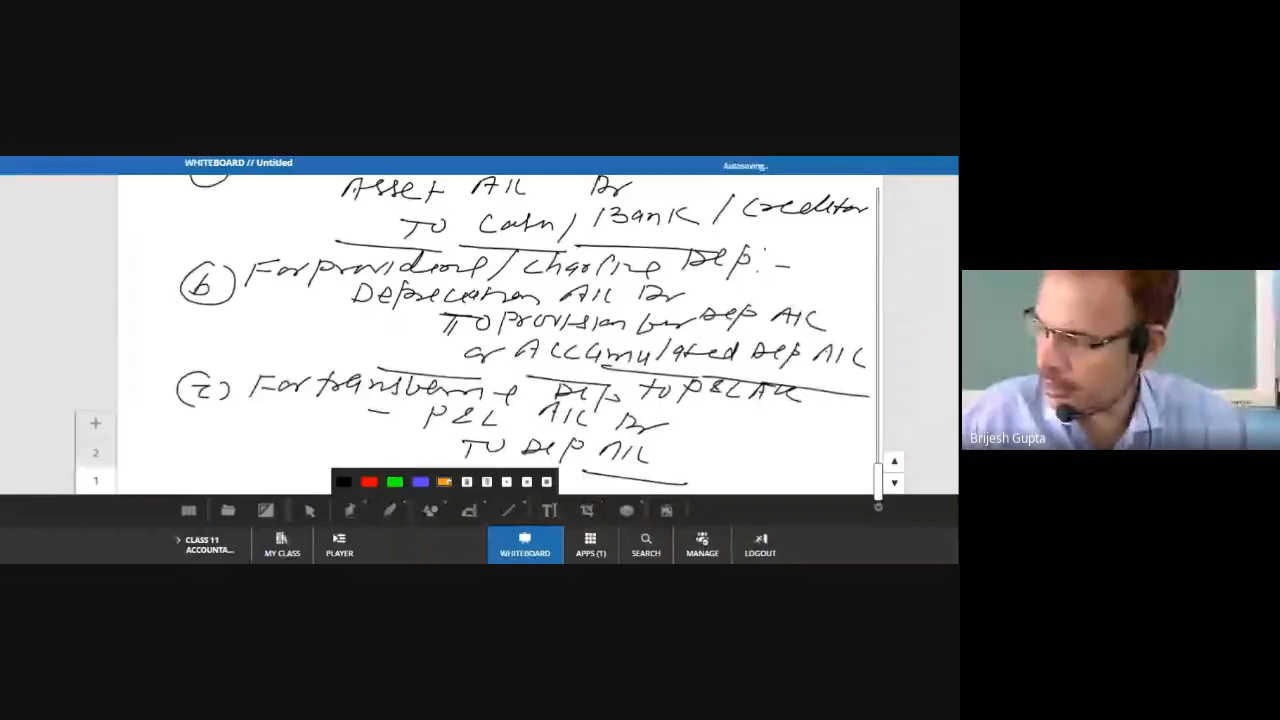 WHITEBOARD // Untitled
Autosaving..
Asset A/C Dr
TO Cash / Bank / Creditor
(b) For providing / Charging Dep: -
Depreciation A/C Dr
TO provision for Dep A/C
or Accumulated Dep A/C
(c) For transferring Dep to P&L A/C
- P&L A/C Dr
TO Dep A/C
Brijesh Gupta
2
1
CLASS 11
ACCOUNTA...
MY CLASS
PLAYER
WHITEBOARD
APPS (1)
SEARCH
MANAGE
LOGOUT